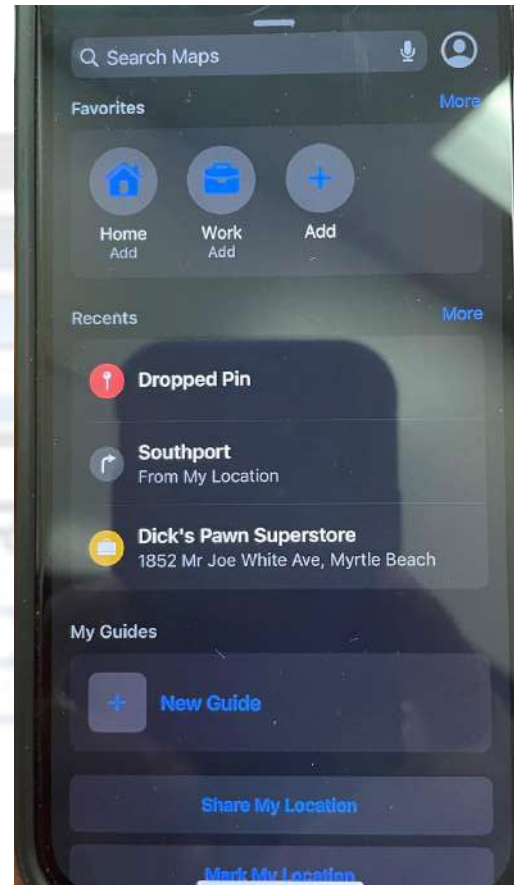 Search Maps
Favorites
More
Home
Work
Add
Add
Add
Recents
More
Dropped Pin
Southport
From My Location
Dick's Pawn Superstore
1852 Mr Joe White Ave, Myrtle Beach
My Guides
New Guide
Share My Location
Mark My Location